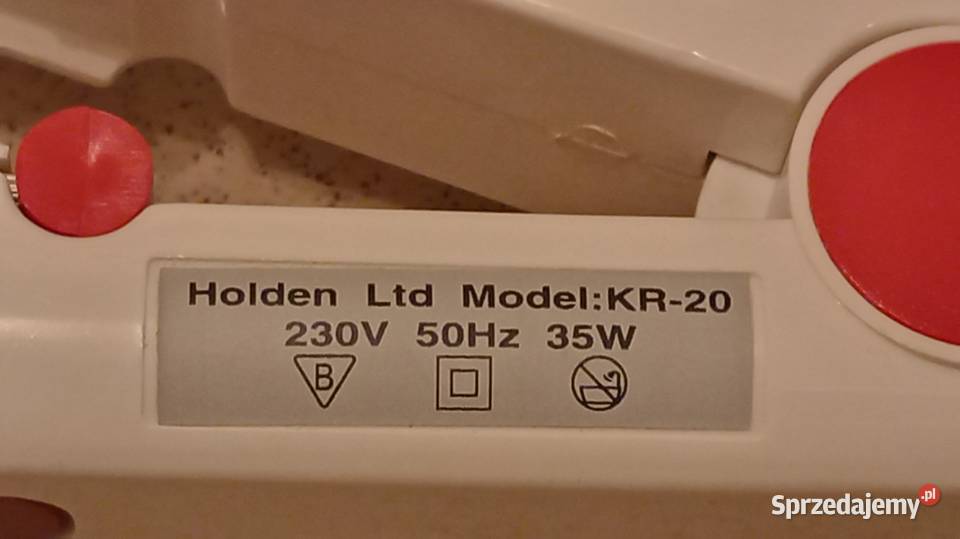 Holden Ltd Model:KR-20
230V 50Hz 35W
B
Sprzedajemy.pl